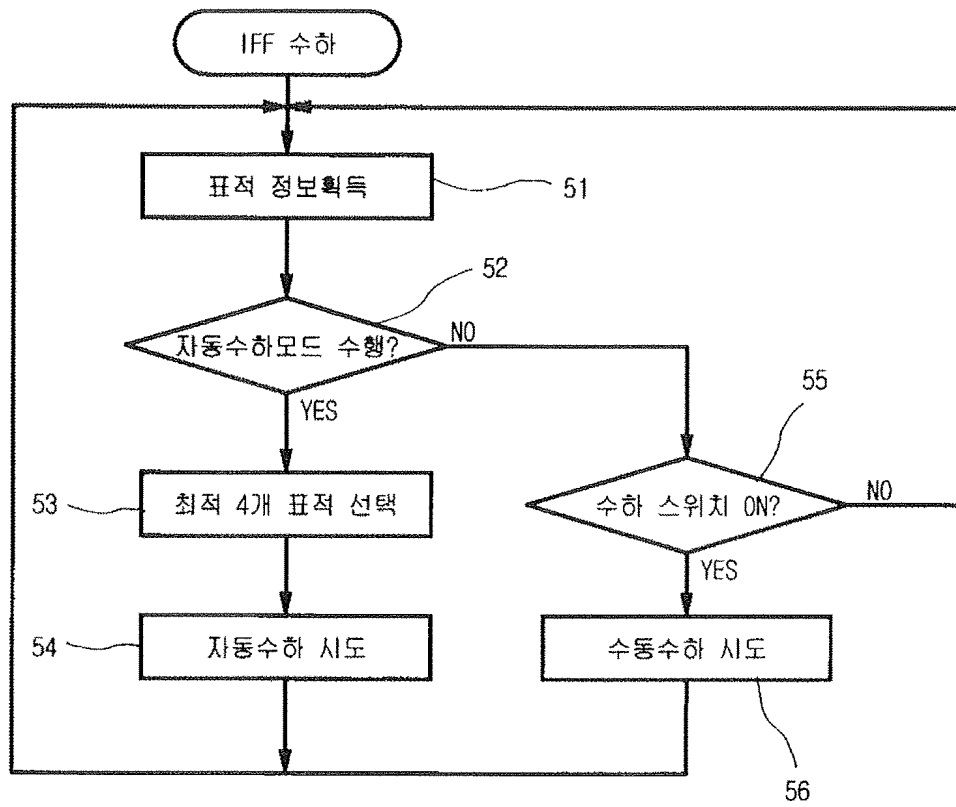 IFF 수하
표적 정보획득
51
52
자동수하모드 수행?
NO
YES
55
53
최적 4개 표적 선택
수하 스위치 ON?
NO
YES
54
자동수하 시도
수동수하 시도
56